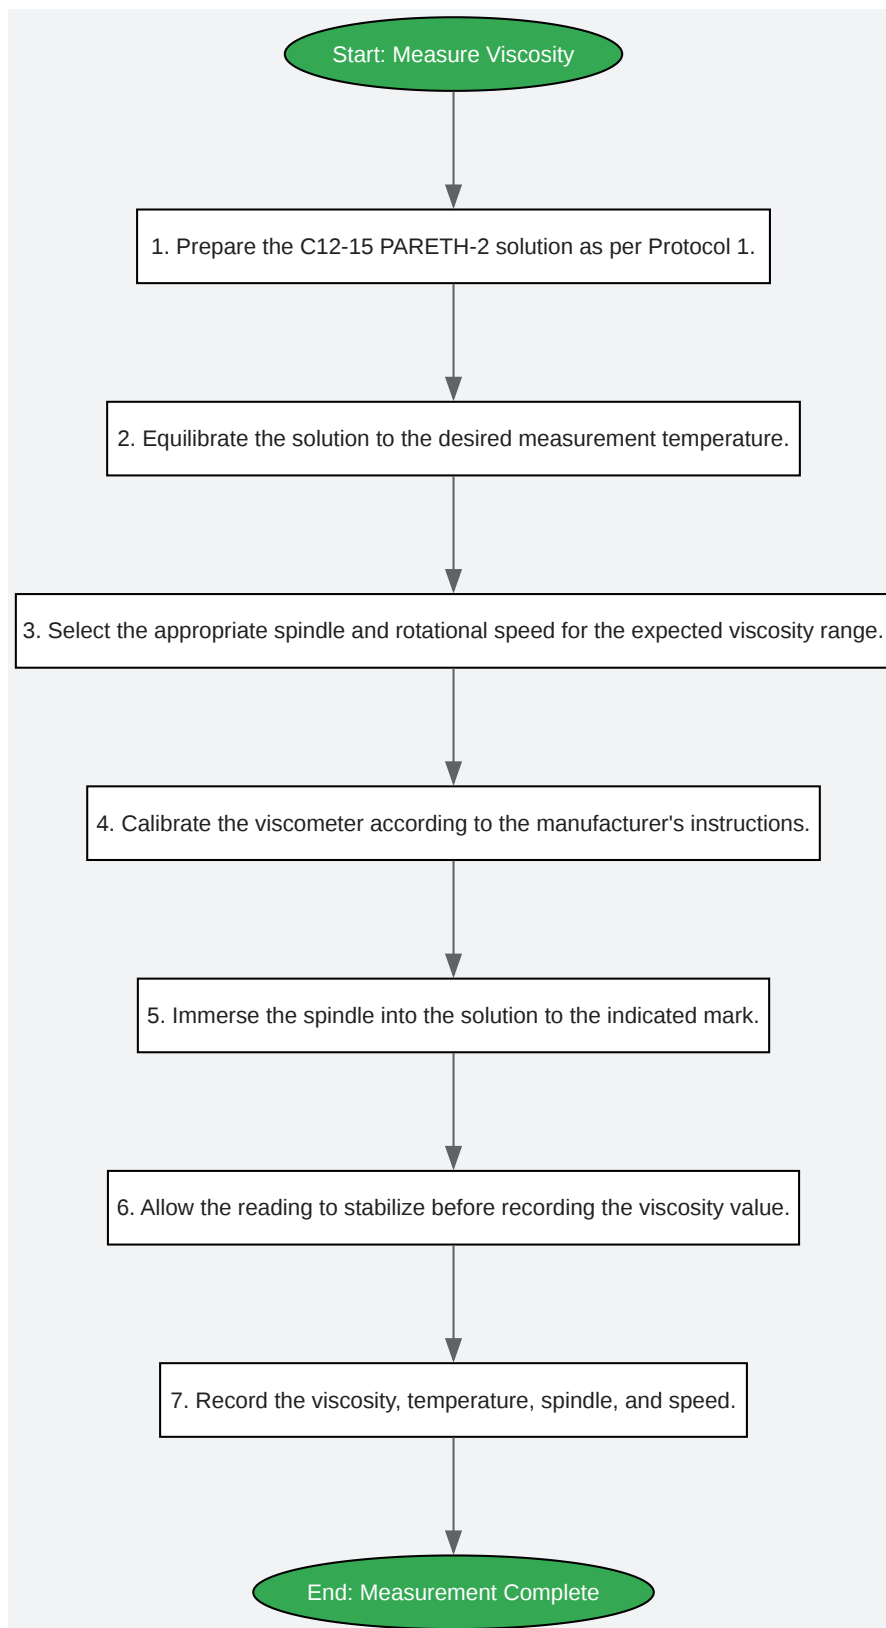 Start: Measure Viscosity
1. Prepare the C12-15 PARETH-2 solution as per Protocol 1.
2. Equilibrate the solution to the desired measurement temperature.
3. Select the appropriate spindle and rotational speed for the expected viscosity range.
4. Calibrate the viscometer according to the manufacturer's instructions.
5. Immerse the spindle into the solution to the indicated mark.
6. Allow the reading to stabilize before recording the viscosity value.
7. Record the viscosity, temperature, spindle, and speed.
End: Measurement Complete